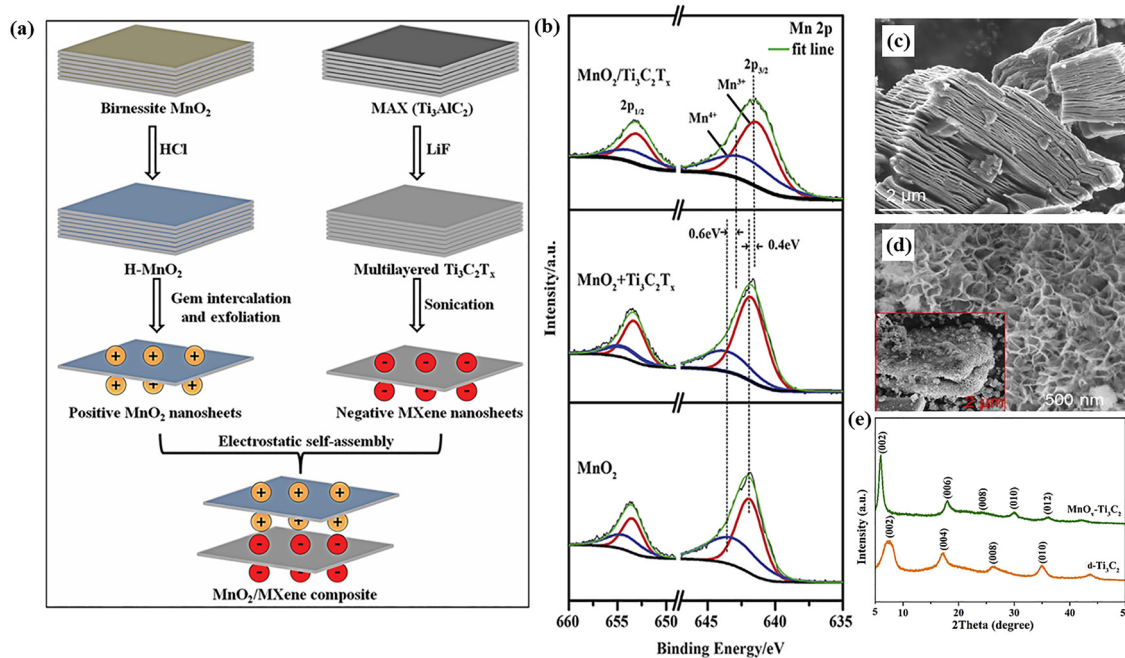 (a)
Birnessite MnO₂
MAX (Ti₃AlC₂)
HCl
LiF
H-MnO₂
Multilayered Ti₃C₂Tₓ
Gem intercalation
and exfoliation
Sonication
+ + +
+ +
- - -
- -
Positive MnO₂ nanosheets
Negative MXene nanosheets
Electrostatic self-assembly
+ + +
+ + +
- - -
- - -
MnO₂/MXene composite
(b)
Mn 2p
fit line
MnO₂/Ti₃C₂Tₓ
2p₃/₂
Mn³⁺
2p₁/₂
Mn⁴⁺
0.6eV
0.4eV
MnO₂+Ti₃C₂Tₓ
MnO₂
Intensity/a.u.
660 655 650 645 640 635
Binding Energy/eV
(c)
2 μm
(d)
2 μm
500 nm
(e)
(002)
(006)
(008)
(010)
(012)
MnOₓ-Ti₃C₂
(002)
(004)
(008)
(010)
d-Ti₃C₂
Intensity (a.u.)
5 10 20 30 40 50
2Theta (degree)